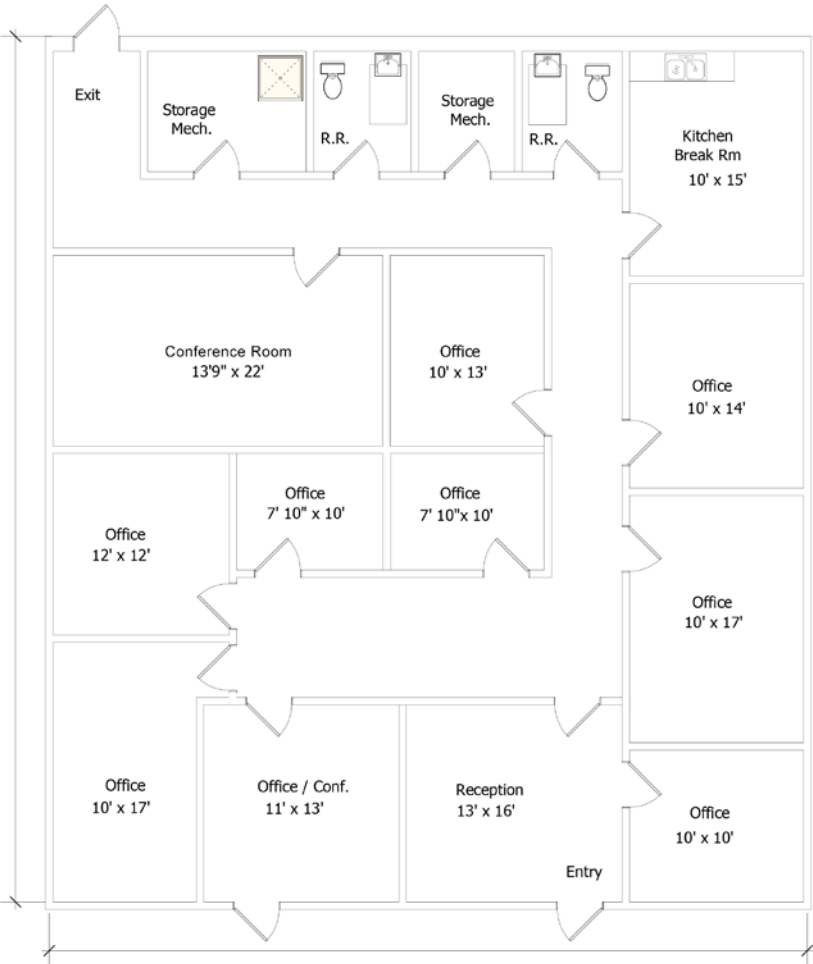 Exit
Storage
Mech.
R.R.
Storage
Mech.
R.R.
Kitchen
Break Rm
10' x 15'
Conference Room
13'9" x 22'
Office
10' x 13'
Office
10' x 14'
Office
12' x 12'
Office
7' 10" x 10'
Office
7' 10"x 10'
Office
10' x 17'
Office
10' x 17'
Office / Conf.
11' x 13'
Reception
13' x 16'
Entry
Office
10' x 10'